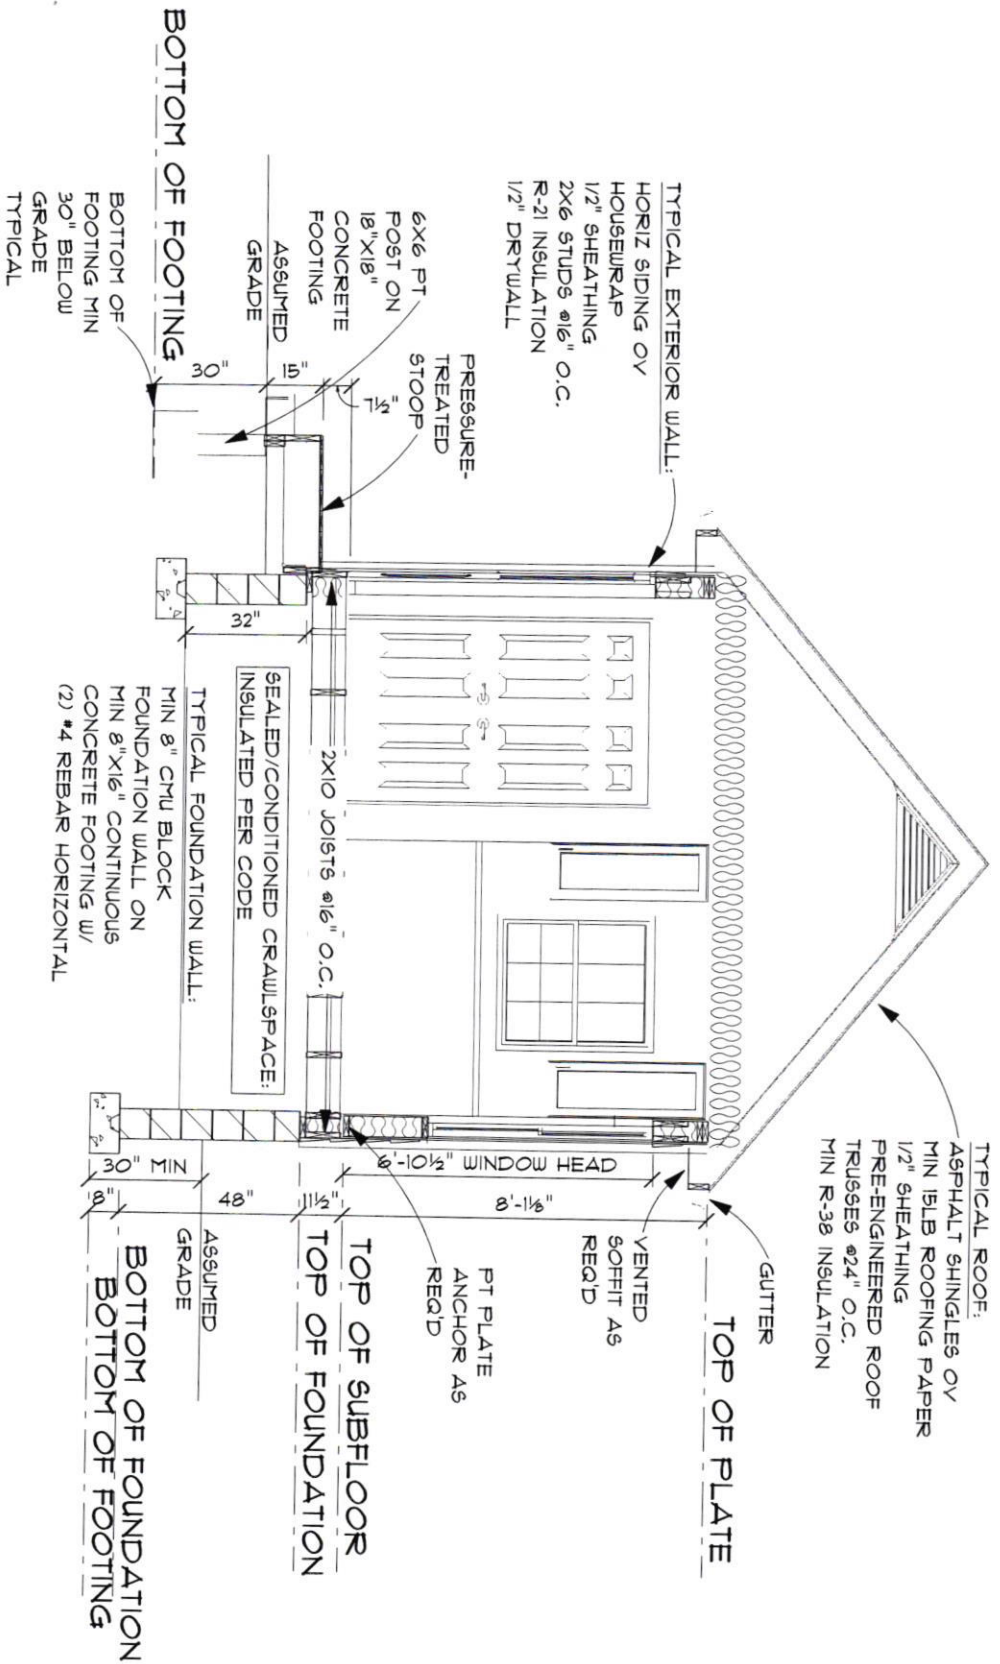 TYPICAL ROOF:
ASPHALT SHINGLES OV
MIN 15LB ROOFING PAPER
1/2" SHEATHING
PRE-ENGINEERED ROOF
TRUSSES @24" O.C.
MIN R-38 INSULATION
GUTTER
TOP OF PLATE
VENTED
SOFFIT AS
REQ'D
TYPICAL EXTERIOR WALL:
HORIZ SIDING OV
HOUSEWRAP
1/2" SHEATHING
2X6 STUDS @16" O.C.
R-21 INSULATION
1/2" DRYWALL
6'-10½" WINDOW HEAD
8'-1⅛"
PT PLATE
ANCHOR AS
REQ'D
PRESSURE-
TREATED
STOOP
7½"
6X6 PT
POST ON
18"X18"
CONCRETE
FOOTING
2X10 JOISTS @16" O.C.
TOP OF SUBFLOOR
11½"
TOP OF FOUNDATION
15"
ASSUMED
GRADE
SEALED/CONDITIONED CRAWLSPACE:
INSULATED PER CODE
32"
48"
30"
BOTTOM OF
FOOTING MIN
30" BELOW
GRADE
TYPICAL
BOTTOM OF FOOTING
TYPICAL FOUNDATION WALL:
MIN 8" CMU BLOCK
FOUNDATION WALL ON
MIN 8"X16" CONTINUOUS
CONCRETE FOOTING W/
(2) #4 REBAR HORIZONTAL
ASSUMED
GRADE
30" MIN
8"
BOTTOM OF FOUNDATION
BOTTOM OF FOOTING